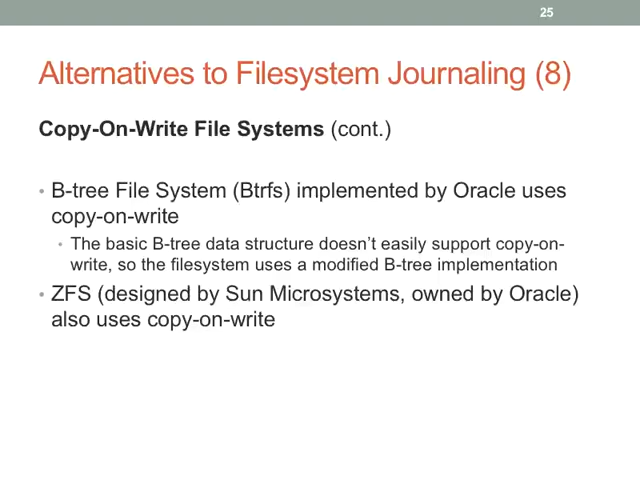 25
Alternatives to Filesystem Journaling (8)
Copy-On-Write File Systems (cont.)
• B-tree File System (Btrfs) implemented by Oracle uses
copy-on-write
• The basic B-tree data structure doesn't easily support copy-on-
write, so the filesystem uses a modified B-tree implementation
• ZFS (designed by Sun Microsystems, owned by Oracle)
also uses copy-on-write